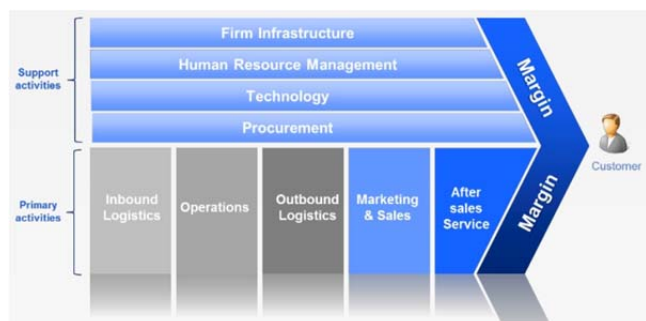 Firm Infrastructure
Support
activities
Human Resource Management
Technology
Procurement
Margin
Customer
Primary
activities
Inbound
Logistics
Operations
Outbound
Logistics
Marketing
& Sales
After
sales
Service
Margin